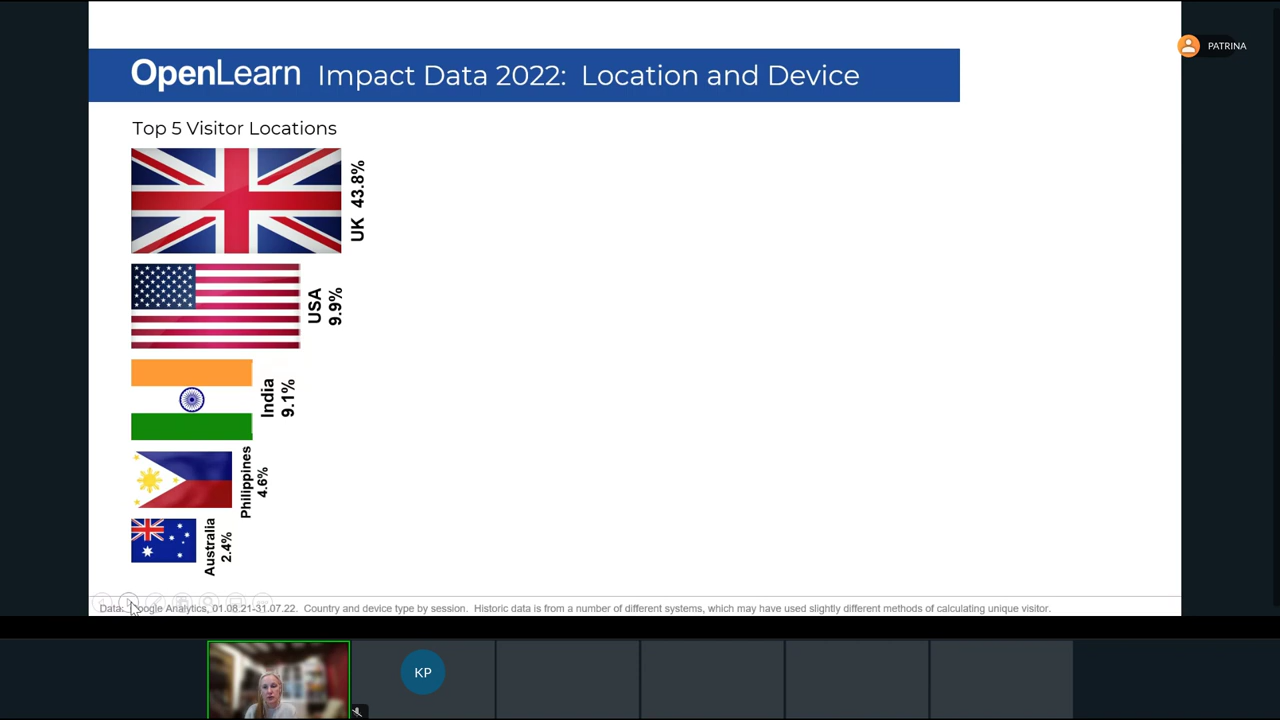 PATRINA
OpenLearn Impact Data 2022: Location and Device
Top 5 Visitor Locations
UK 43.8%
USA
9.9%
India
9.1%
Philippines
4.6%
Australia
2.4%
Data: Google Analytics, 01.08.21-31.07.22. Country and device type by session. Historic data is from a number of different systems, which may have used slightly different methods of calculating unique visitor.
KP